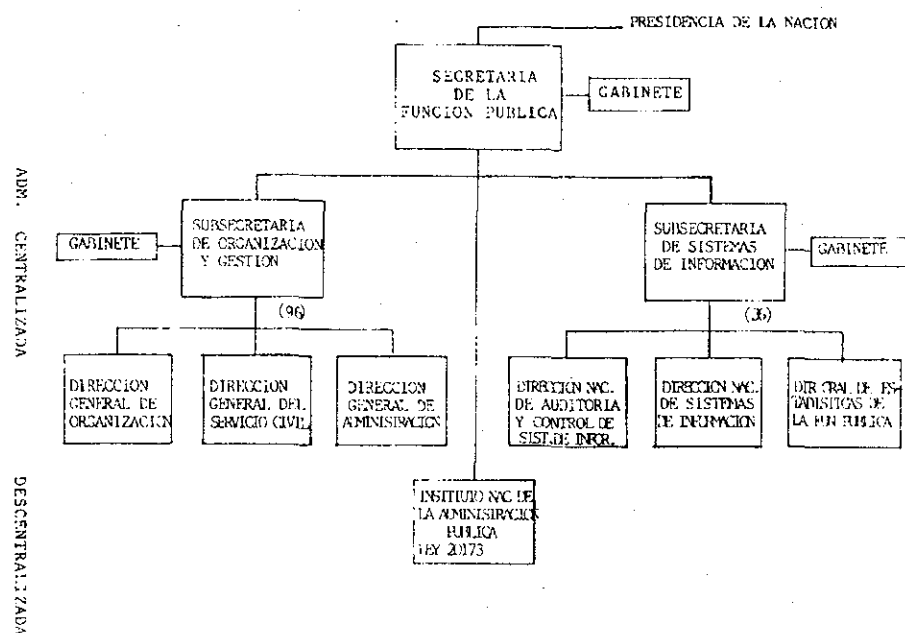 PRESIDENCIA DE LA NACION
SECRETARIA
DE LA
FUNCION PUBLICA
GABINETE
ADM. CENTRALIZADA
GABINETE
SUBSECRETARIA
DE ORGANIZACION
Y GESTION
(96)
SUBSECRETARIA
DE SISTEMAS
DE INFORMACION
GABINETE
(36)
DIRECCION
GENERAL DE
ORGANIZACION
DIRECCION
GENERAL DEL
SERVICIO CIVIL
DIRECCION
GENERAL DE
ADMINISTRACION
DIRECCION NAC.
DE AUDITORIA
Y CONTROL DE
SIST. DE INFOR.
DIRECCION NAC.
DE SISTEMAS
DE INFORMACION
DIR GRAL DE ES-
TADISITICAS DE
LA FUN PUBLICA
DESCENTRALIZADA
INSTITUTO NAC DE
LA ADMINISTRACION
PUBLICA
LEY 20173